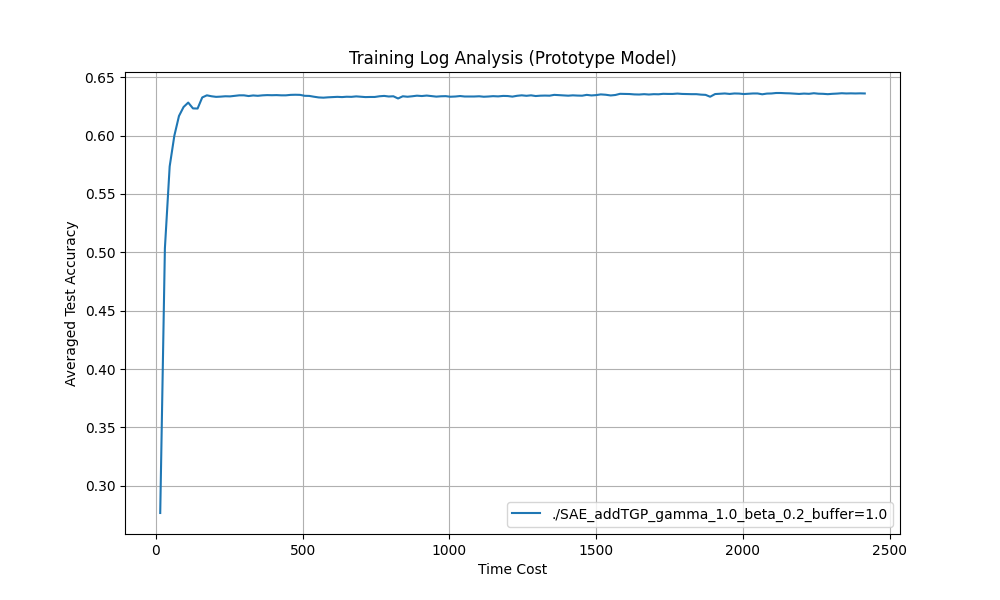 Training Log Analysis (Prototype Model)
Averaged Test Accuracy
0.65
0.60
0.55
0.50
0.45
0.40
0.35
0.30
./SAE_addTGP_gamma_1.0_beta_0.2_buffer=1.0
0 500 1000 1500 2000 2500
Time Cost